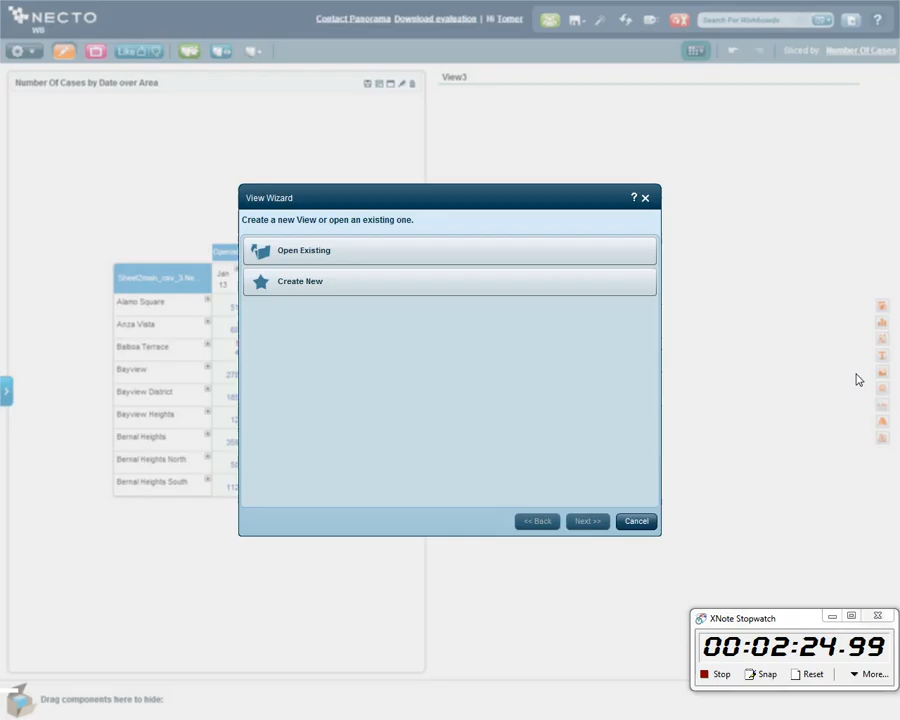 NECTO
W8
Contact Panorama Download evaluation | Hi Tomer
Search For Workboards
Like
Sliced by Number Of Cases
Number Of Cases by Date over Area
View3
View Wizard
Create a new View or open an existing one.
Open Existing
Create New
Jan
13
Alamo Square
Anza Vista
Balboa Terrace
Bayview
Bayview District
Bayview Heights
Bernal Heights
Bernal Heights North
Bernal Heights South
<< Back
Next >>
Cancel
XNote Stopwatch
00:02:24.99
Stop
Snap
Reset
More...
Drag components here to hide: